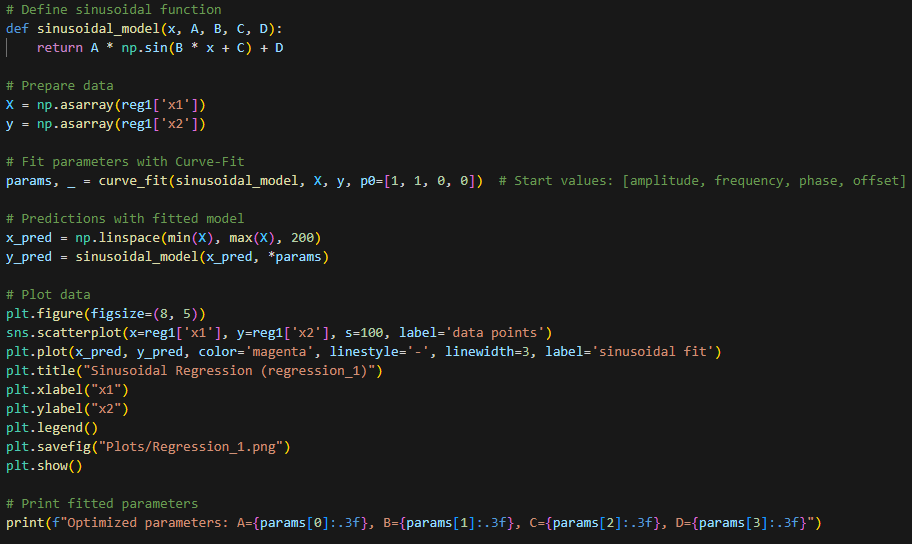 # Define sinusoidal function
def sinusoidal_model(x, A, B, C, D):
    return A * np.sin(B * x + C) + D
# Prepare data
X = np.asarray(reg1['x1'])
y = np.asarray(reg1['x2'])
# Fit parameters with Curve-Fit
params, _ = curve_fit(sinusoidal_model, X, y, p0=[1, 1, 0, 0])  # Start values: [amplitude, frequency, phase, offset]
# Predictions with fitted model
x_pred = np.linspace(min(X), max(X), 200)
y_pred = sinusoidal_model(x_pred, *params)
# Plot data
plt.figure(figsize=(8, 5))
sns.scatterplot(x=reg1['x1'], y=reg1['x2'], s=100, label='data points')
plt.plot(x_pred, y_pred, color='magenta', linestyle='-', linewidth=3, label='sinusoidal fit')
plt.title("Sinusoidal Regression (regression_1)")
plt.xlabel("x1")
plt.ylabel("x2")
plt.legend()
plt.savefig("Plots/Regression_1.png")
plt.show()
# Print fitted parameters
print(f"Optimized parameters: A={params[0]:.3f}, B={params[1]:.3f}, C={params[2]:.3f}, D={params[3]:.3f}")